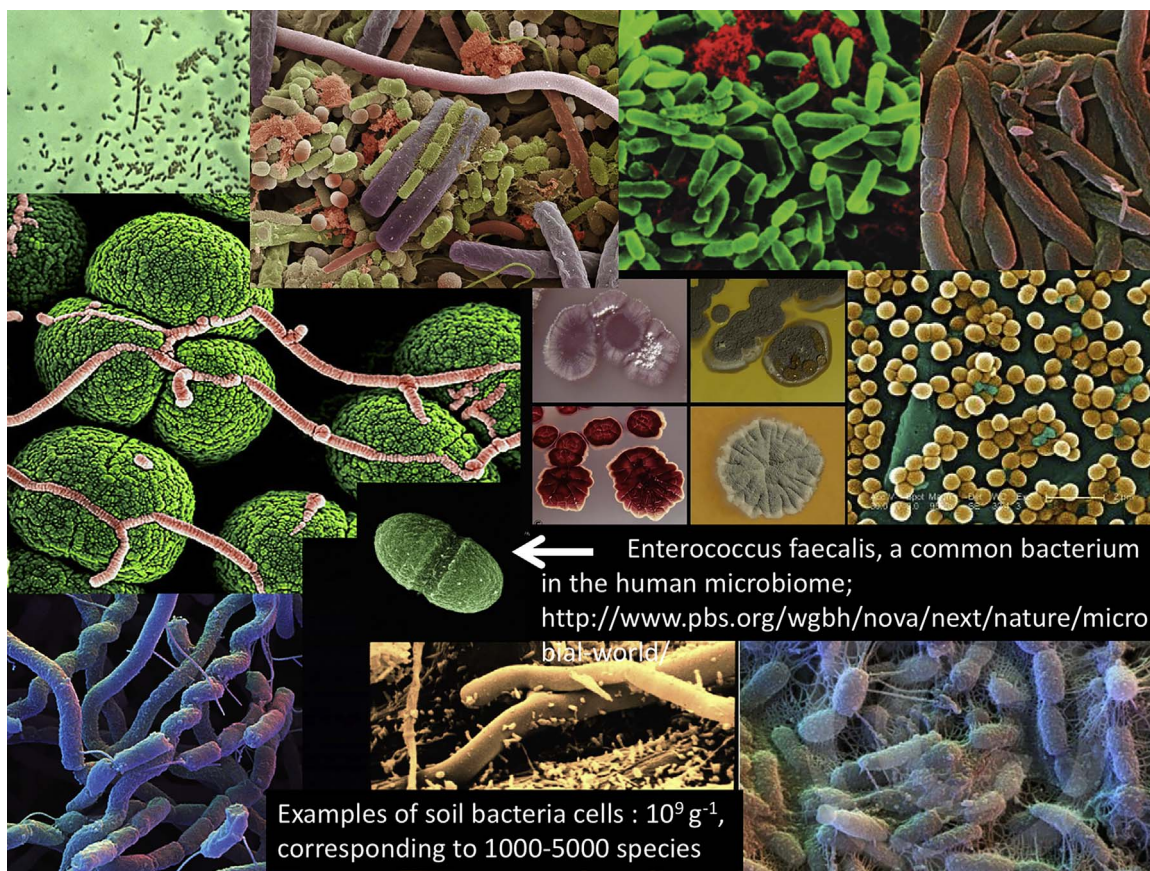 Enterococcus faecalis, a common bacterium
in the human microbiome;
http://www.pbs.org/wgbh/nova/next/nature/micro
bial-world/
Examples of soil bacteria cells : 10⁹ g⁻¹,
corresponding to 1000-5000 species